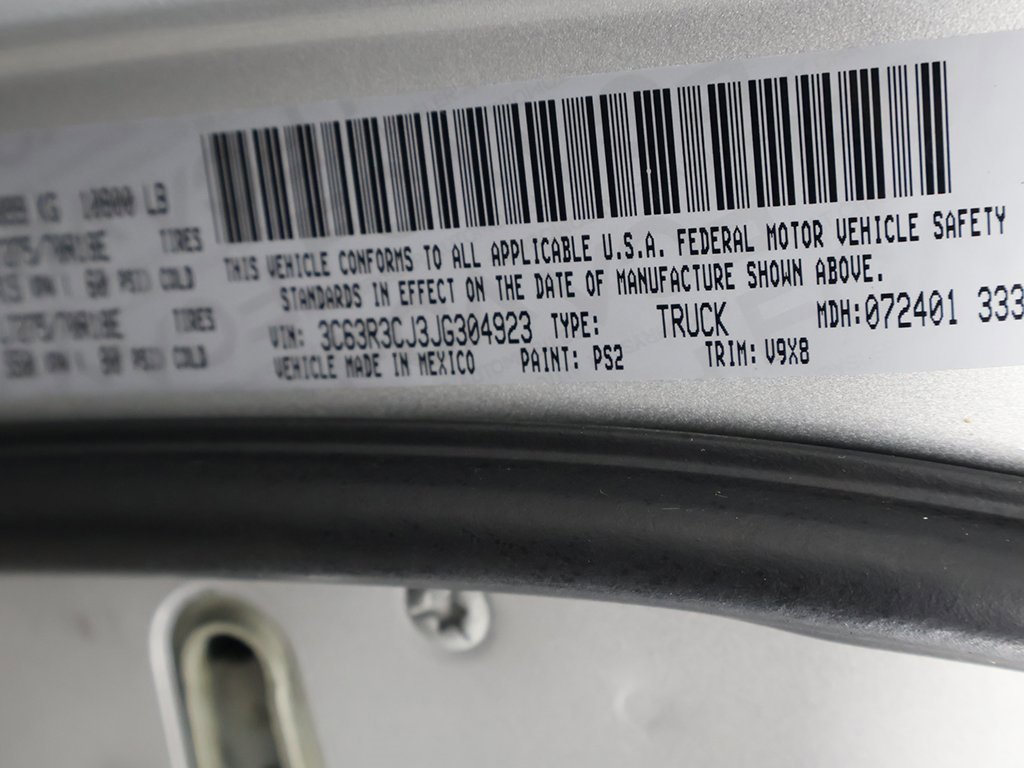 KG 10800 LB
TIRES
60 PSI) COLD
TIRES
COLD
THIS VEHICLE CONFORMS TO ALL APPLICABLE U.S.A. FEDERAL MOTOR VEHICLE SAFETY
STANDARDS IN EFFECT ON THE DATE OF MANUFACTURE SHOWN ABOVE.
VIN: 3C63R3CJ3JG304923 TYPE: TRUCK MDH:072401 333
VEHICLE MADE IN MEXICO PAINT: PS2 TRIM: V9X8